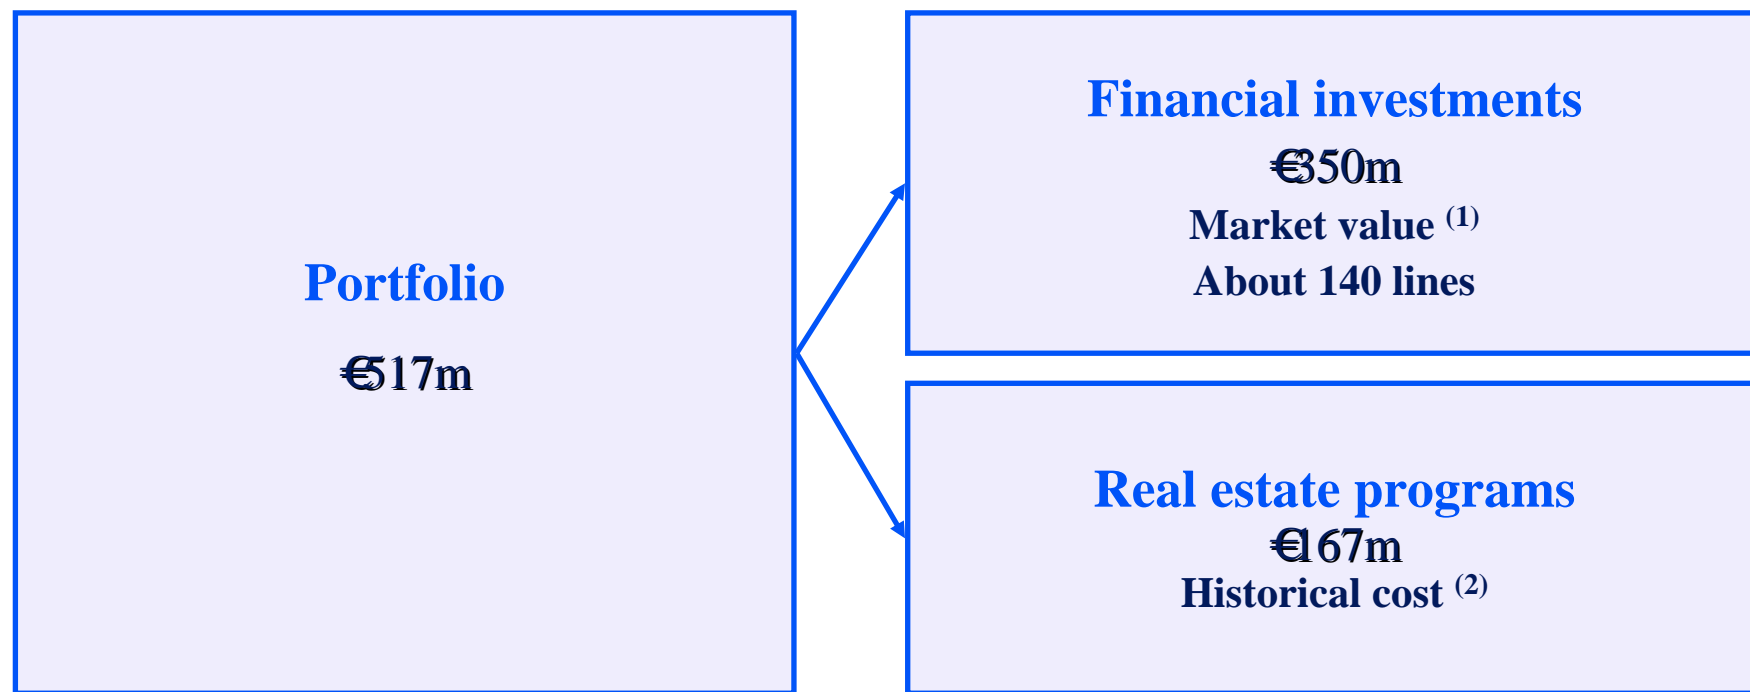 Portfolio
€517m
Financial investments
€350m
Market value (1)
About 140 lines
Real estate programs
€167m
Historical cost (2)